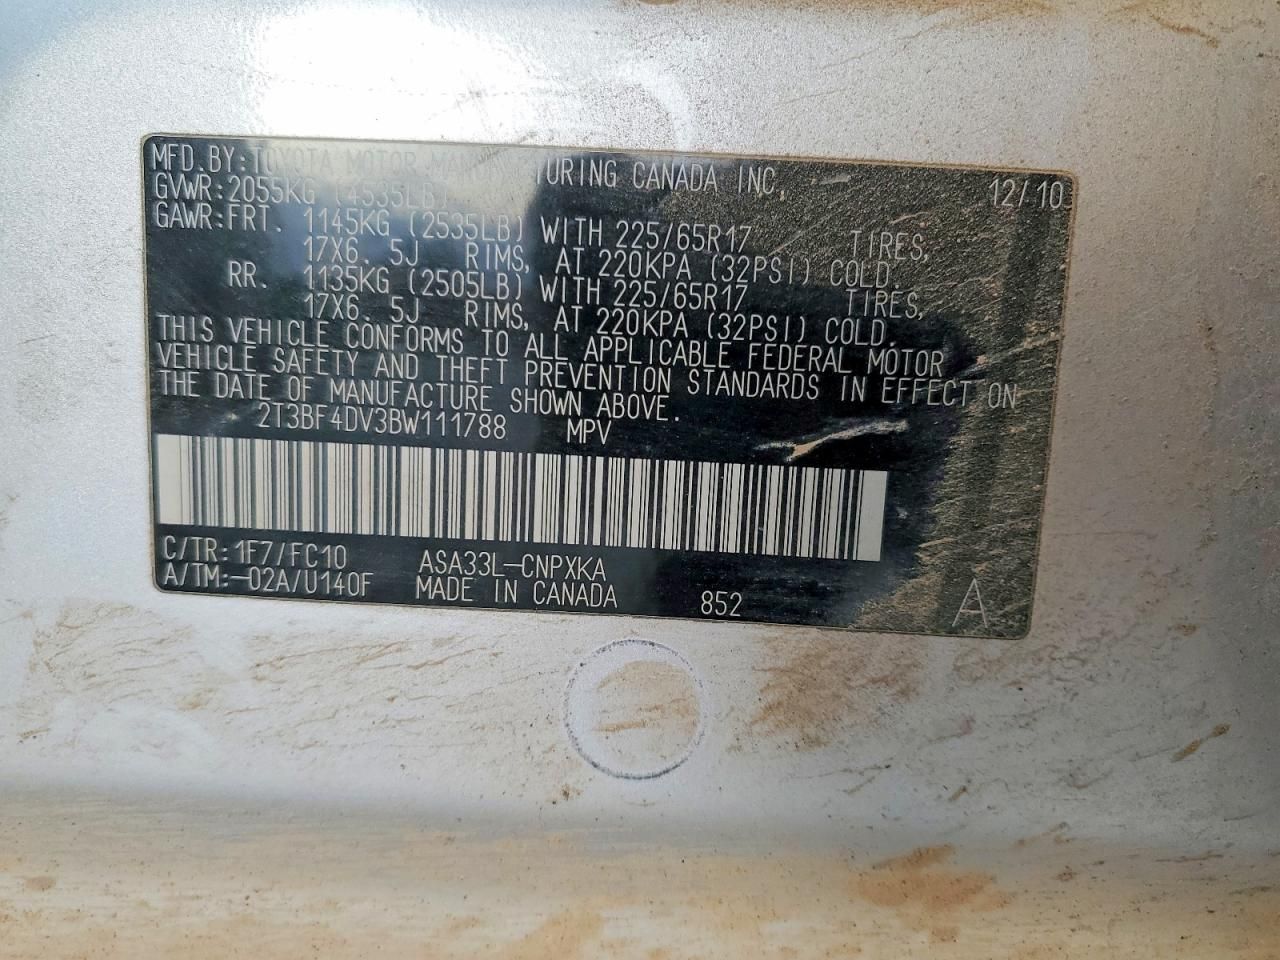 MFD. BY: TOYOTA MOTOR MANUFACTURING CANADA INC. 12/10
GVWR: 2055KG (4535LB)
GAWR: FRT. 1145KG (2535LB) WITH 225/65R17 TIRES,
17X6. 5J RIMS, AT 220KPA (32PSI) COLD.
RR. 1135KG (2505LB) WITH 225/65R17 TIRES,
17X6. 5J RIMS, AT 220KPA (32PSI) COLD.
THIS VEHICLE CONFORMS TO ALL APPLICABLE FEDERAL MOTOR
VEHICLE SAFETY AND THEFT PREVENTION STANDARDS IN EFFECT ON
THE DATE OF MANUFACTURE SHOWN ABOVE.
2T3BF4DV3BW111788 MPV
C/TR: 1F7/FC10 ASA33L-CNPXKA
A/TM: -02A/U140F MADE IN CANADA 852 A